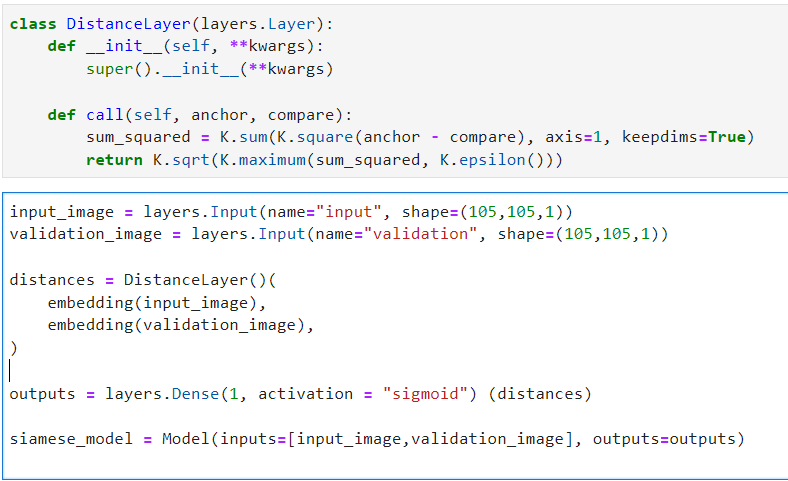 class DistanceLayer(layers.Layer):
    def __init__(self, **kwargs):
        super().__init__(**kwargs)
    def call(self, anchor, compare):
        sum_squared = K.sum(K.square(anchor - compare), axis=1, keepdims=True)
        return K.sqrt(K.maximum(sum_squared, K.epsilon()))
input_image = layers.Input(name="input", shape=(105,105,1))
validation_image = layers.Input(name="validation", shape=(105,105,1))
distances = DistanceLayer()(
    embedding(input_image),
    embedding(validation_image),
)
outputs = layers.Dense(1, activation = "sigmoid") (distances)
siamese_model = Model(inputs=[input_image,validation_image], outputs=outputs)